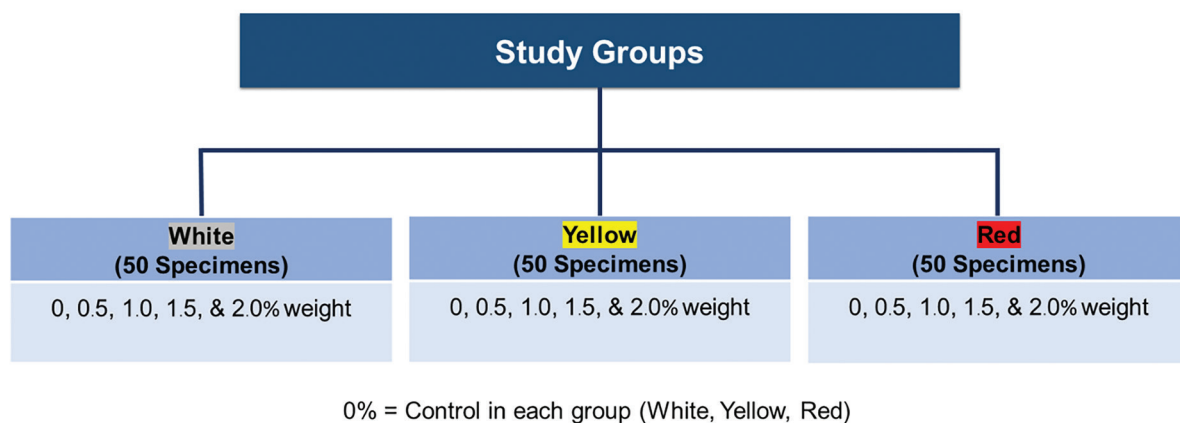 Study Groups
White
(50 Specimens)
0, 0.5, 1.0, 1.5, & 2.0% weight
Yellow
(50 Specimens)
0, 0.5, 1.0, 1.5, & 2.0% weight
Red
(50 Specimens)
0, 0.5, 1.0, 1.5, & 2.0% weight
0% = Control in each group (White, Yellow, Red)